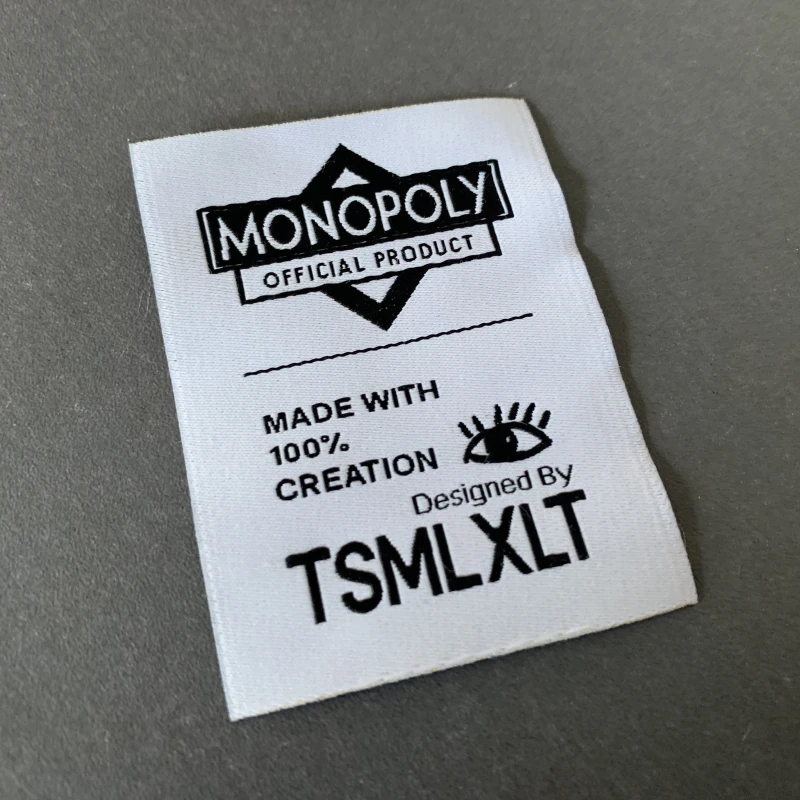 MONOPOLY
OFFICIAL PRODUCT
MADE WITH
100%
CREATION
Designed By
TSMLXLT